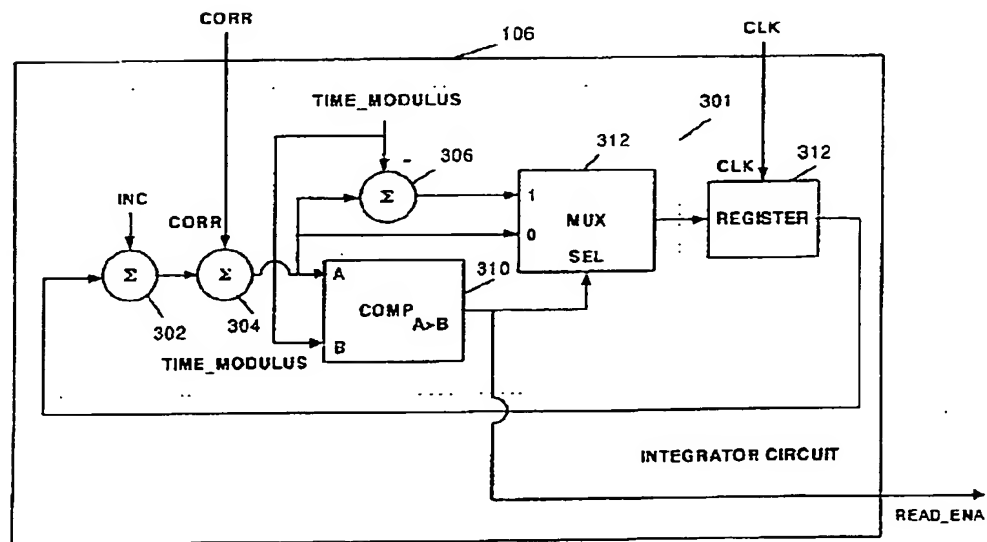 CORR
CLK
106
TIME_MODULUS
301
306
312
CLK
312
INC
CORR
Σ
1
0
MUX
SEL
REGISTER
Σ
Σ
A
310
COMP
A>B
B
302
304
TIME_MODULUS
INTEGRATOR CIRCUIT
READ_ENA